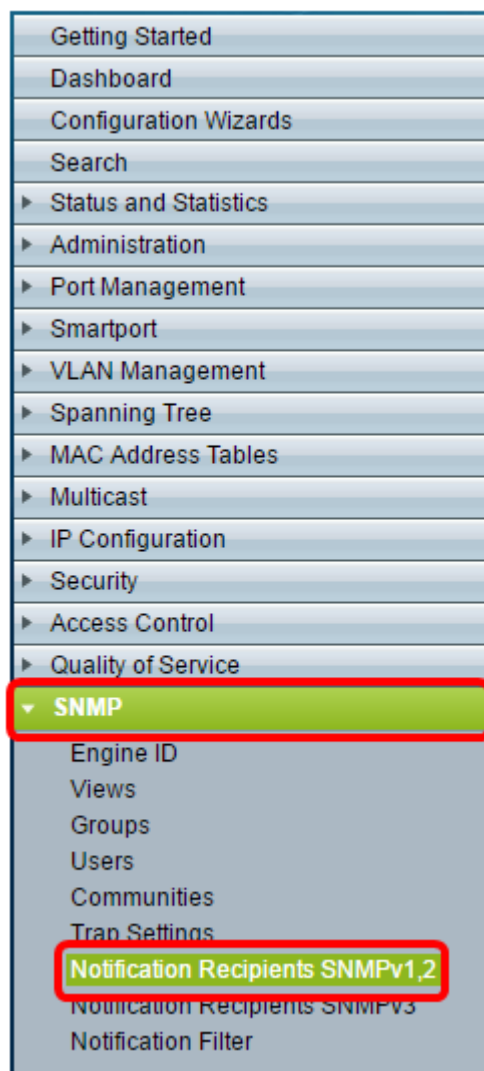 Getting Started
Dashboard
Configuration Wizards
Search
Status and Statistics
Administration
Port Management
Smartport
VLAN Management
Spanning Tree
MAC Address Tables
Multicast
IP Configuration
Security
Access Control
Quality of Service
SNMP
Engine ID
Views
Groups
Users
Communities
Trap Settings
Notification Recipients SNMPv1,2
Notification Recipients SNMPv3
Notification Filter